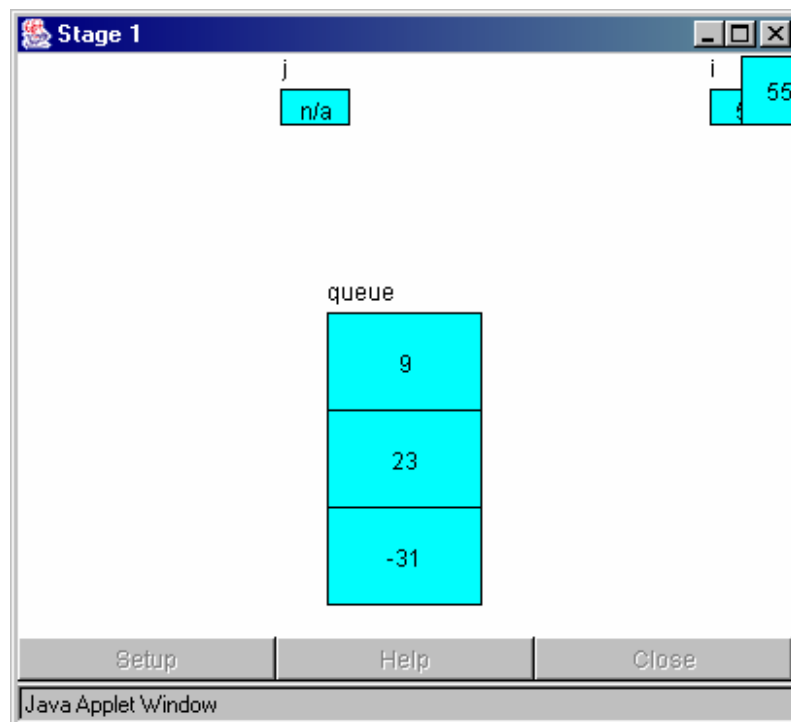 Stage 1
j
i
n/a
55
queue
9
23
-31
Setup
Help
Close
Java Applet Window